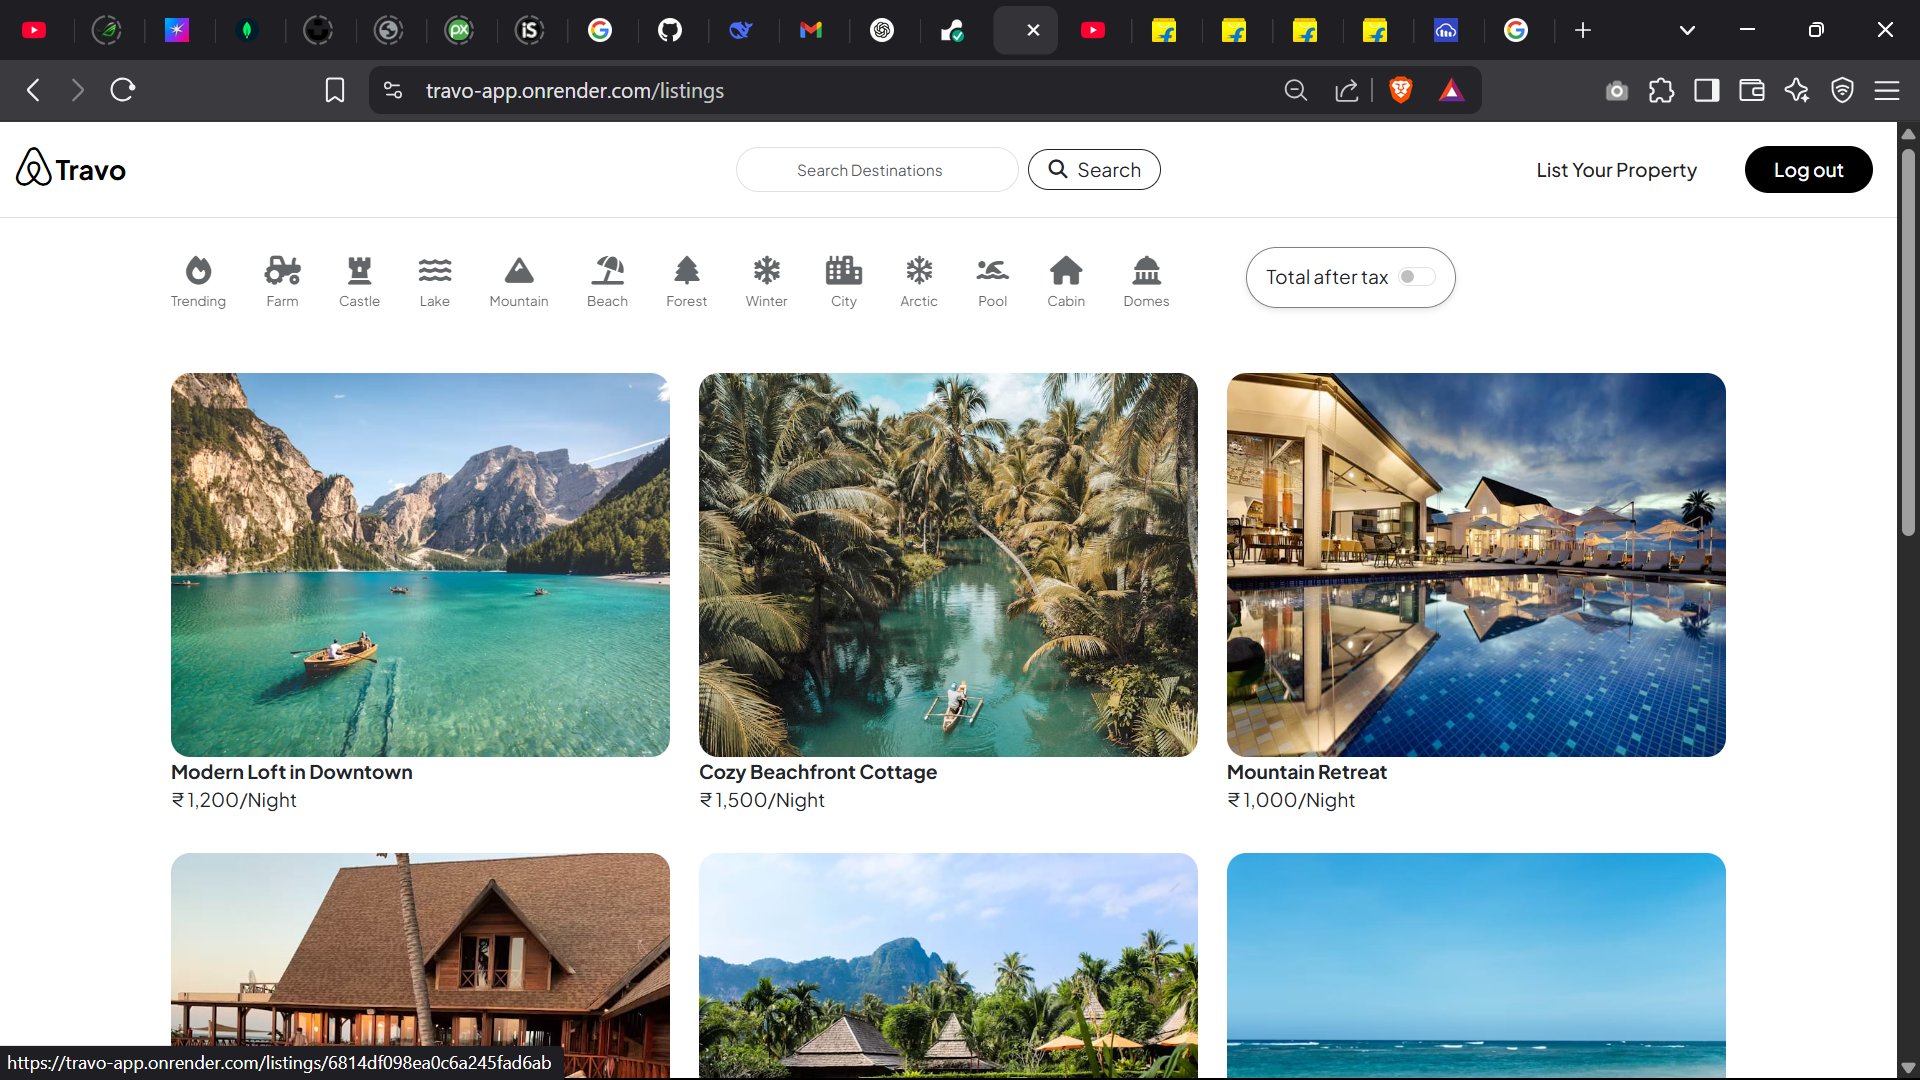 px
iS
travo-app.onrender.com/listings
Travo
Search Destinations
Search
List Your Property
Log out
Trending
Farm
Castle
Lake
Mountain
Beach
Forest
Winter
City
Arctic
Pool
Cabin
Domes
Total after tax
Modern Loft in Downtown
₹1,200/Night
Cozy Beachfront Cottage
₹1,500/Night
Mountain Retreat
₹1,000/Night
https://travo-app.onrender.com/listings/6814df098ea0c6a245fad6ab